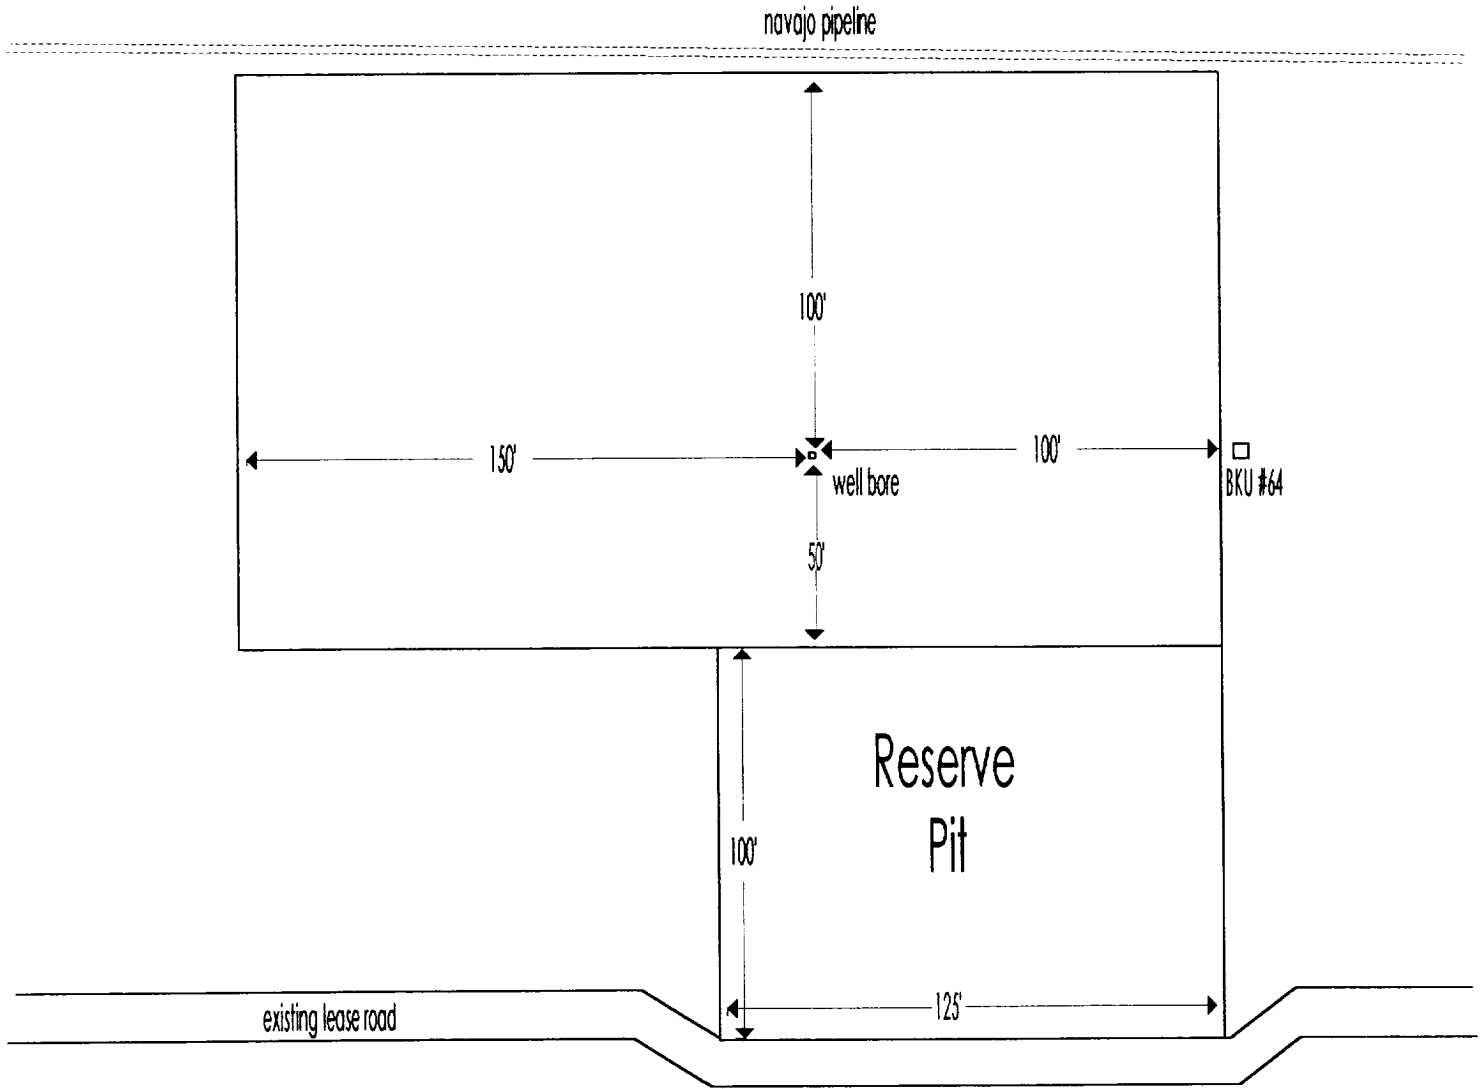 navajo pipeline
100'
150'
100'
well bore
BKU #64
50'
Reserve
Pit
100'
125'
existing lease road